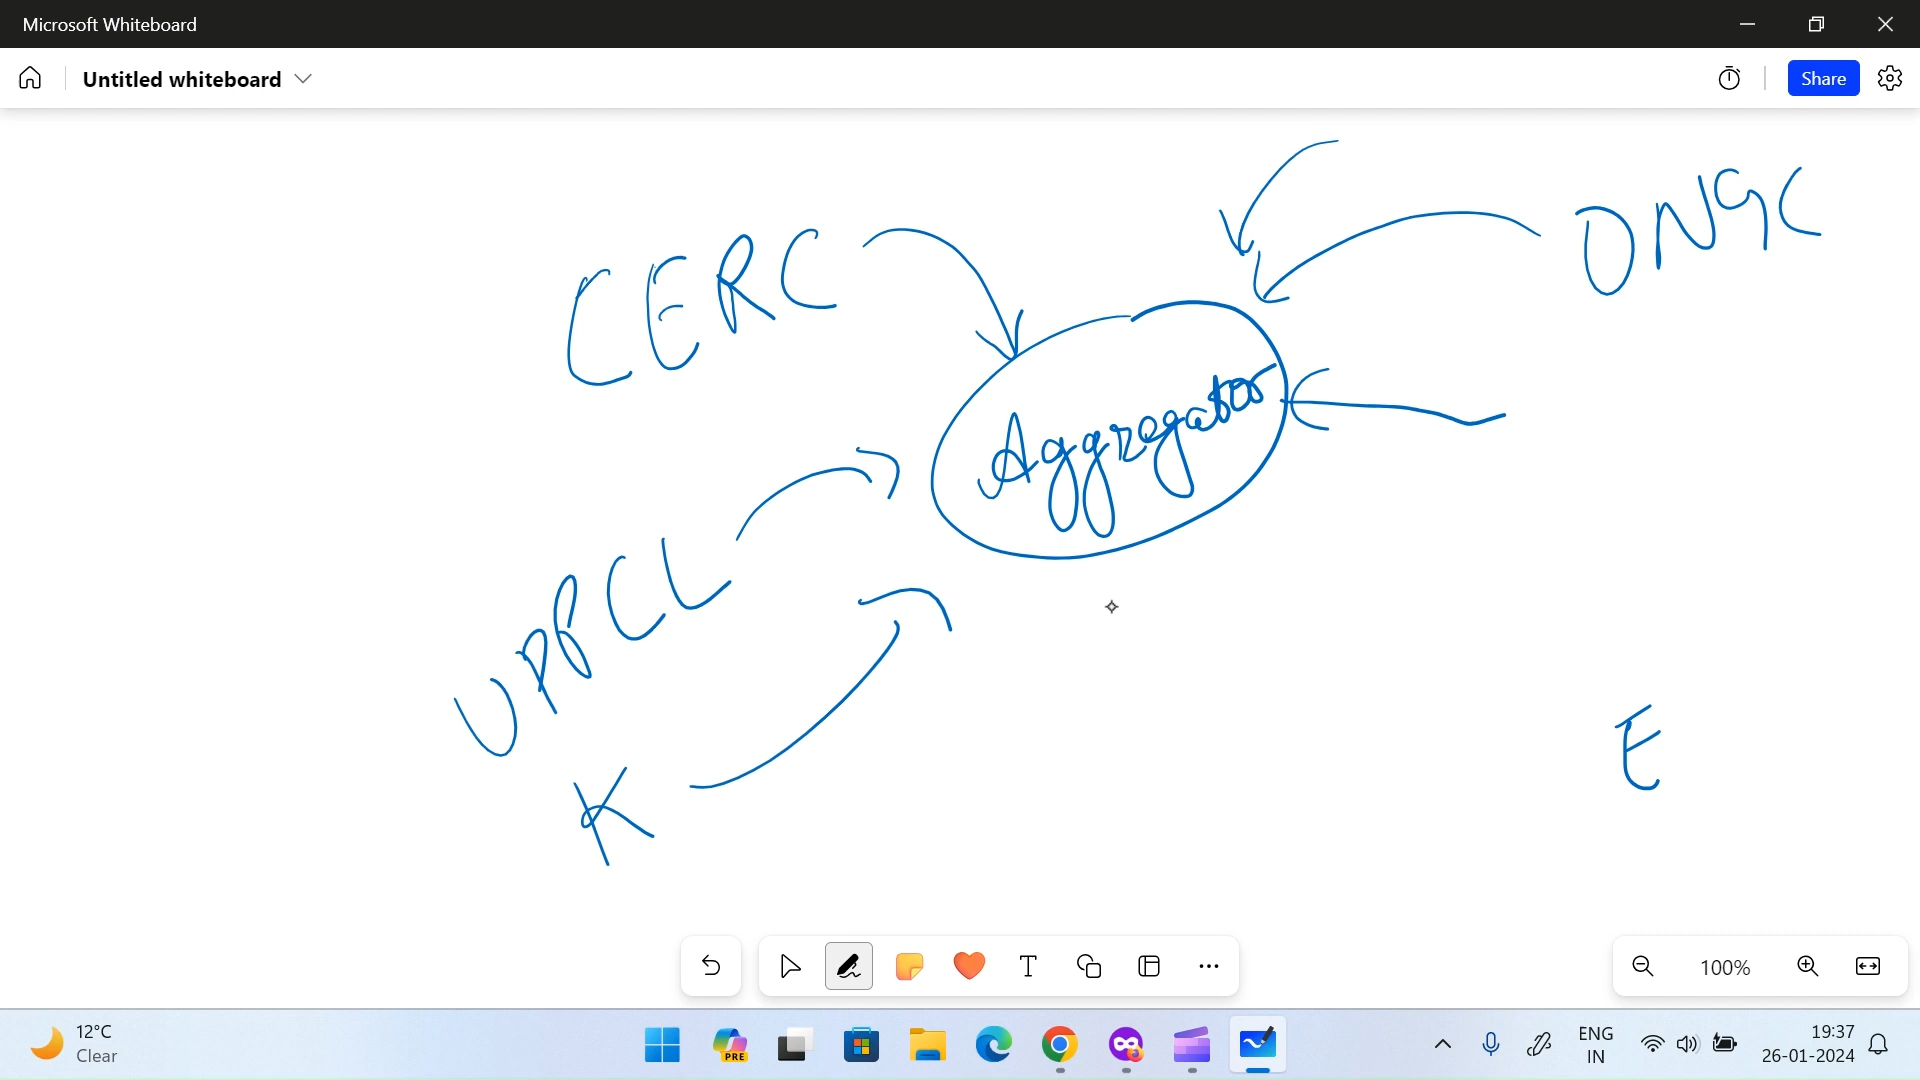 Microsoft Whiteboard
Untitled whiteboard
Share
CERC
ONGC
Aggregator
UPPCL
K
E
100%
12°C
Clear
PRE
ENG
IN
19:37
26-01-2024